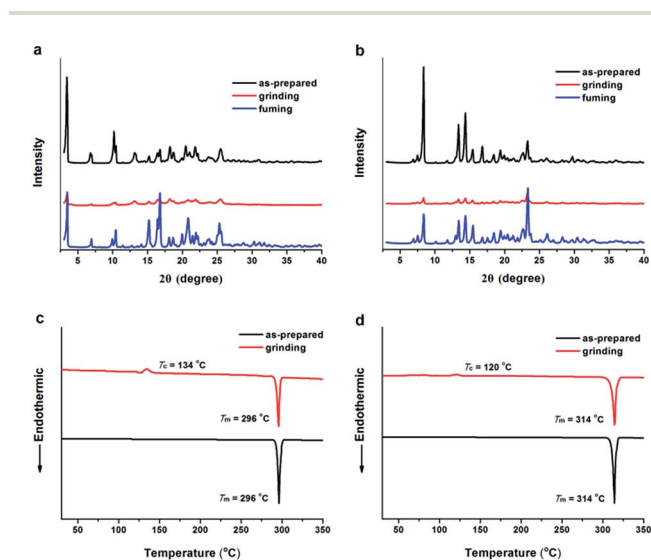 a
as-prepared
grinding
fuming
Intensity
5 10 15 20 25 30 35 40
2θ (degree)
b
as-prepared
grinding
fuming
Intensity
5 10 15 20 25 30 35 40
2θ (degree)
c
as-prepared
grinding
Tc = 134 °C
Tm = 296 °C
Tm = 296 °C
Endothermic
50 100 150 200 250 300 350
Temperature (°C)
d
as-prepared
grinding
Tc = 120 °C
Tm = 314 °C
Tm = 314 °C
Endothermic
50 100 150 200 250 300 350
Temperature (°C)